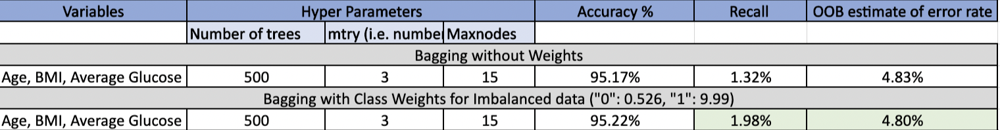 Variables Hyper Parameters Accuracy % Recall OOB estimate of error rate
Number of trees mtry (i.e. number Maxnodes
Bagging without Weights
Age, BMI, Average Glucose 500 3 15 95.17% 1.32% 4.83%
Bagging with Class Weights for Imbalanced data ("0": 0.526, "1": 9.99)
Age, BMI, Average Glucose 500 3 15 95.22% 1.98% 4.80%